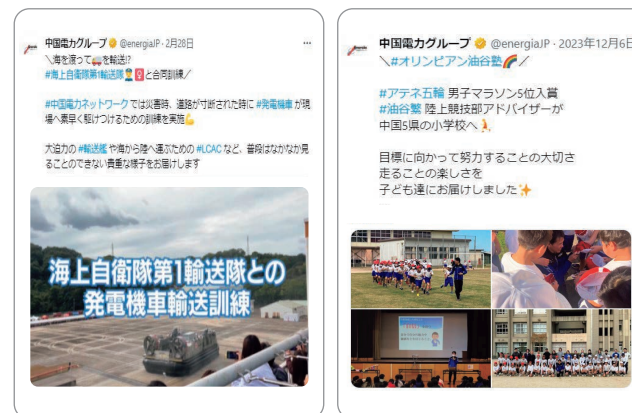 中国電力グループ @energiaJP・2月28日
＼海を渡って🚛を輸送!?
#海上自衛隊第1輸送隊 と合同訓練／
#中国電力ネットワーク では災害時、道路が寸断された時に #発電機車 が現
場へ素早く駆けつけるための訓練を実施💪
大迫力の #輸送艦 や海から陸へ運ぶための #LCAC など、普段はなかなか見
ることのできない貴重な様子をお届けします
海上自衛隊第1輸送隊との
発電機車輸送訓練
中国電力グループ @energiaJP・2023年12月6日
＼#オリンピアン油谷塾🌈／
#アテネ五輪 男子マラソン5位入賞
#油谷繁 陸上競技部アドバイザーが
中国5県の小学校へ🏃
目標に向かって努力することの大切さ
走ることの楽しさを
子ども達にお届けしました✨